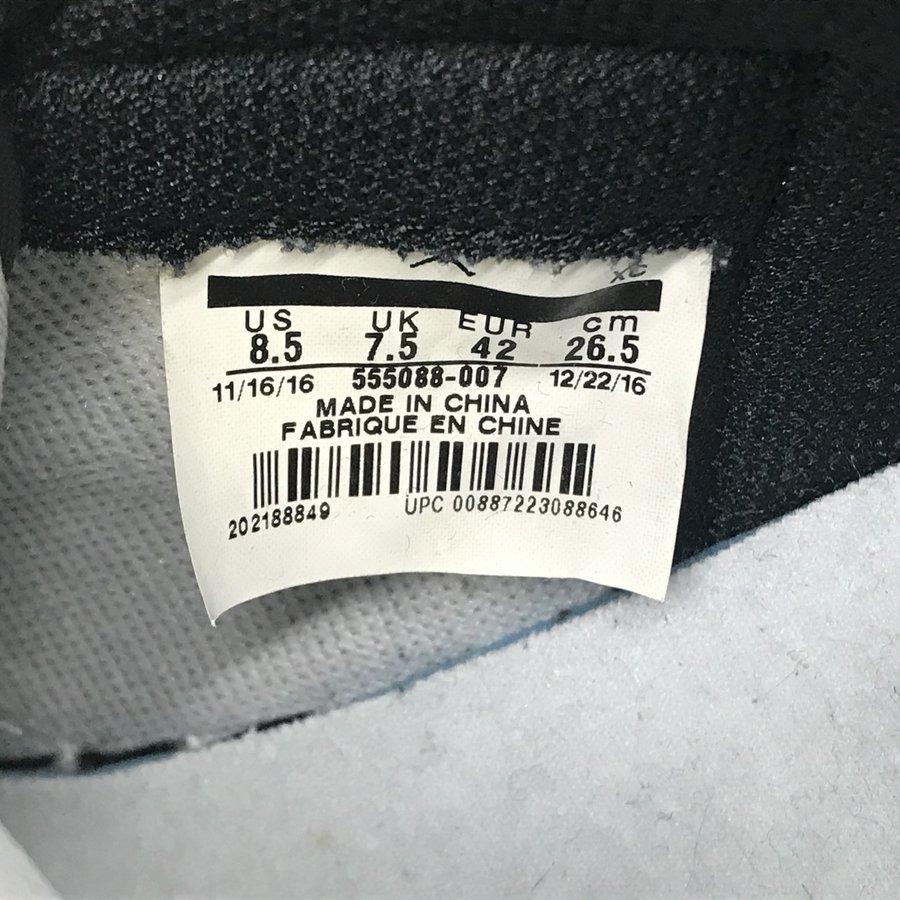 XC
US UK EUR cm
8.5 7.5 42 26.5
11/16/16 555088-007 12/22/16
MADE IN CHINA
FABRIQUE EN CHINE
202188849 UPC 00887223088646